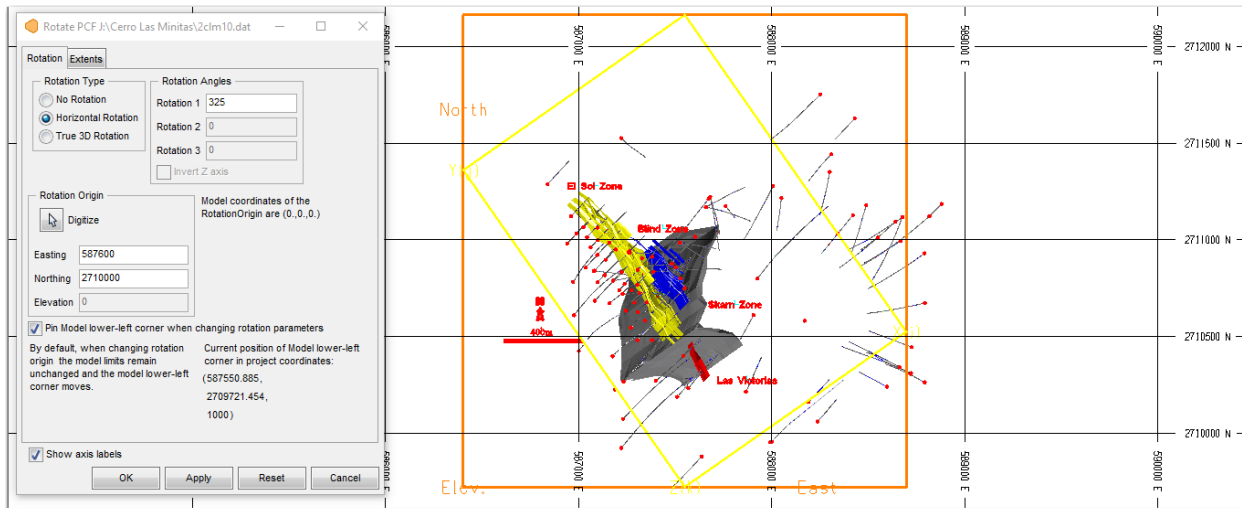 Rotate PCF J:\Cerro Las Minitas\2clm10.dat
Rotation
Extents
Rotation Type
No Rotation
Horizontal Rotation
True 3D Rotation
Rotation Angles
Rotation 1
325
Rotation 2
0
Rotation 3
0
Invert Z axis
Rotation Origin
Digitize
Model coordinates of the
RotationOrigin are (0.,0.,0.)
Easting
587600
Northing
2710000
Elevation
0
Pin Model lower-left corner when changing rotation parameters
By default, when changing rotation
origin the model limits remain
unchanged and the model lower-left
corner moves.
Current position of Model lower-left
corner in project coordinates:
(587550.885,
2709721.454,
1000)
Show axis labels
OK
Apply
Reset
Cancel
587000 E
589000 E
2712000 N
North
2711500 N
El Sol Zone
Blind Zone
2711000 N
Skarn Zone
N
400m
2710500 N
Las Victorias
2710000 N
587000 E
589000 E
Elev.
East